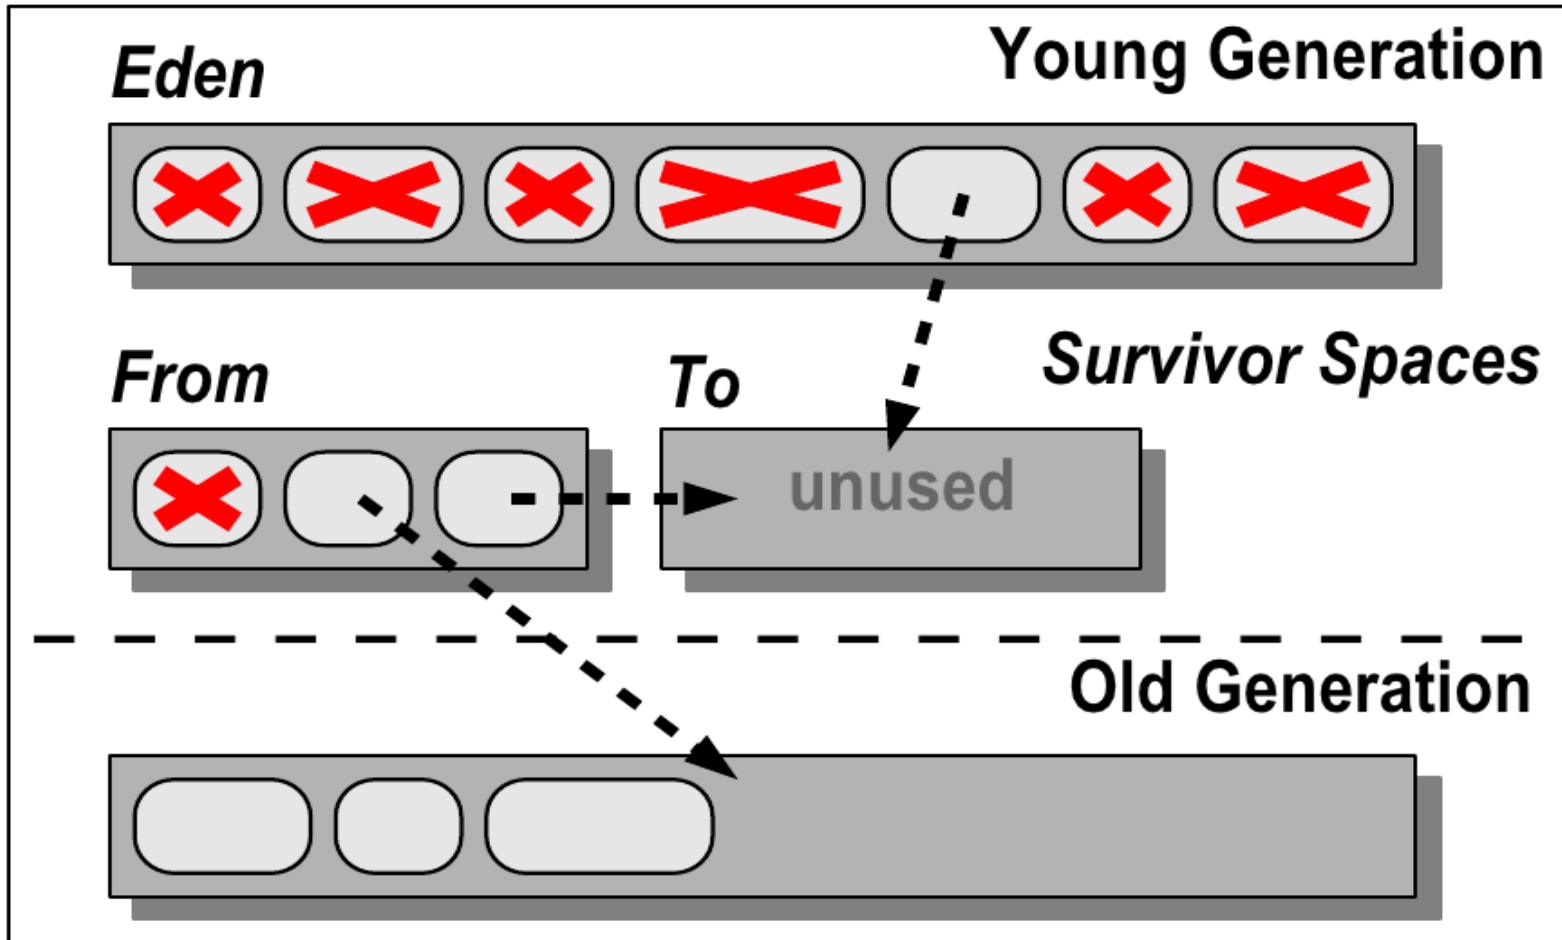 Young Generation
Eden
Survivor Spaces
From
To
unused
Old Generation